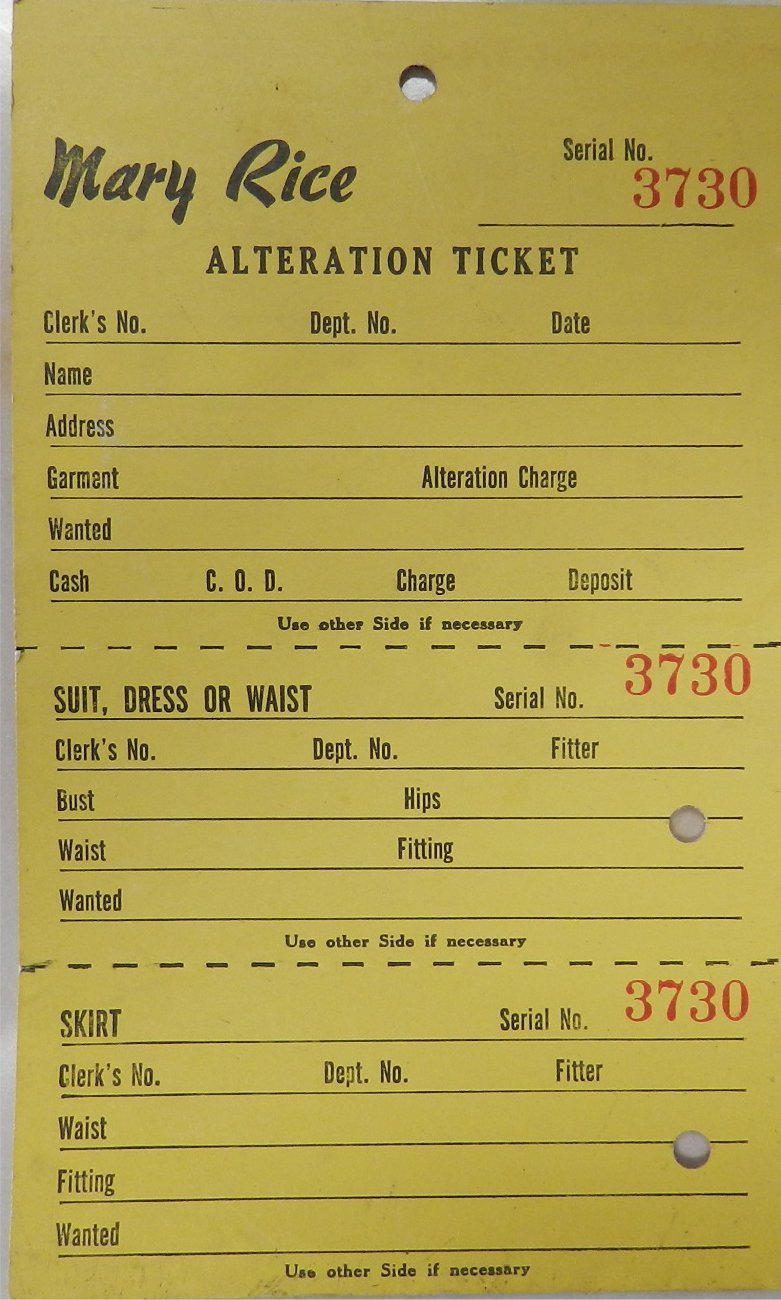 Mary Rice
Serial No.
3730
ALTERATION TICKET
Clerk's No. Dept. No. Date
Name
Address
Garment Alteration Charge
Wanted
Cash C. O. D. Charge Deposit
Use other Side if necessary
3730
SUIT, DRESS OR WAIST Serial No.
Clerk's No. Dept. No. Fitter
Bust Hips
Waist Fitting
Wanted
Use other Side if necessary
3730
SKIRT Serial No.
Clerk's No. Dept. No. Fitter
Waist
Fitting
Wanted
Use other Side if necessary